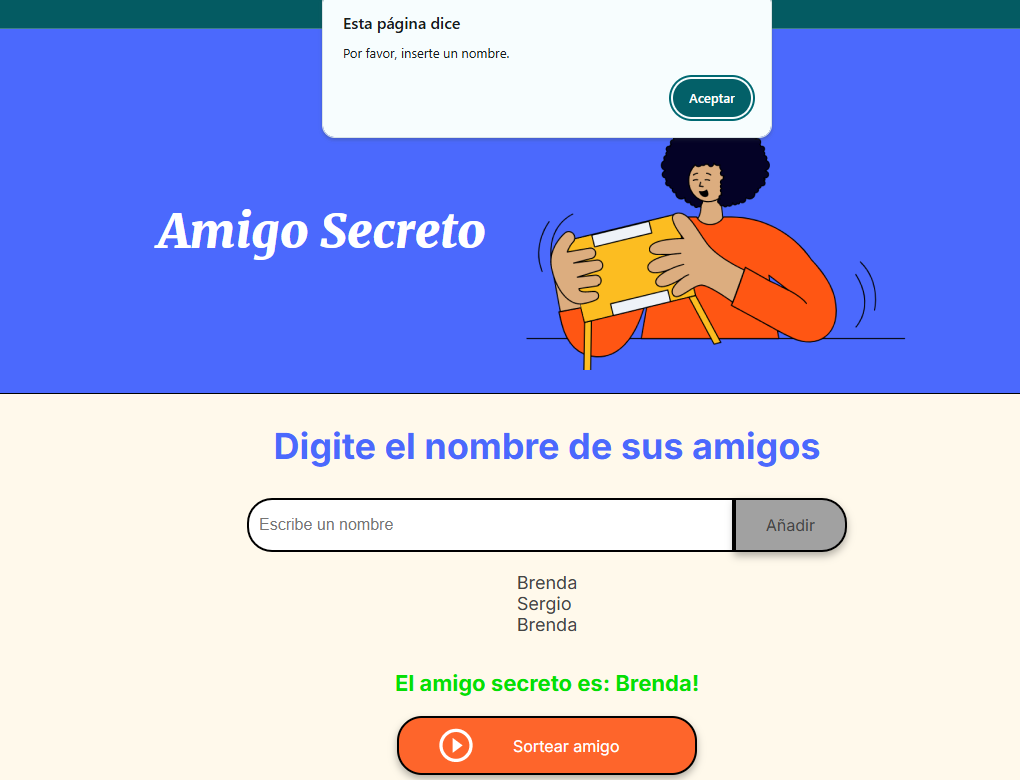 Esta página dice
Por favor, inserte un nombre.
Aceptar
Amigo Secreto
Digite el nombre de sus amigos
Escribe un nombre
Añadir
Brenda
Sergio
Brenda
El amigo secreto es: Brenda!
Sortear amigo